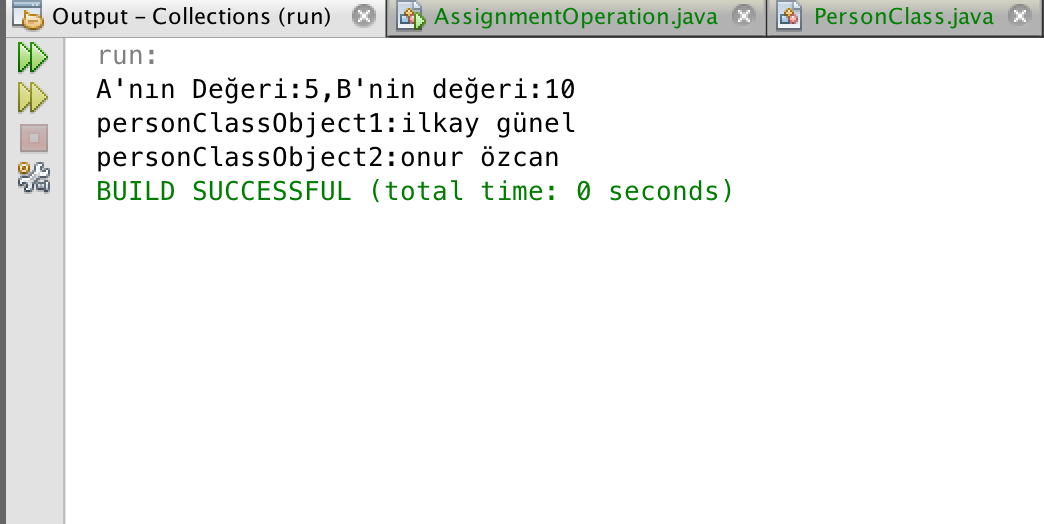 Output – Collections (run) AssignmentOperation.java PersonClass.java
run:
A'nın Değeri:5,B'nin değeri:10
personClassObject1:ilkay günel
personClassObject2:onur özcan
BUILD SUCCESSFUL (total time: 0 seconds)